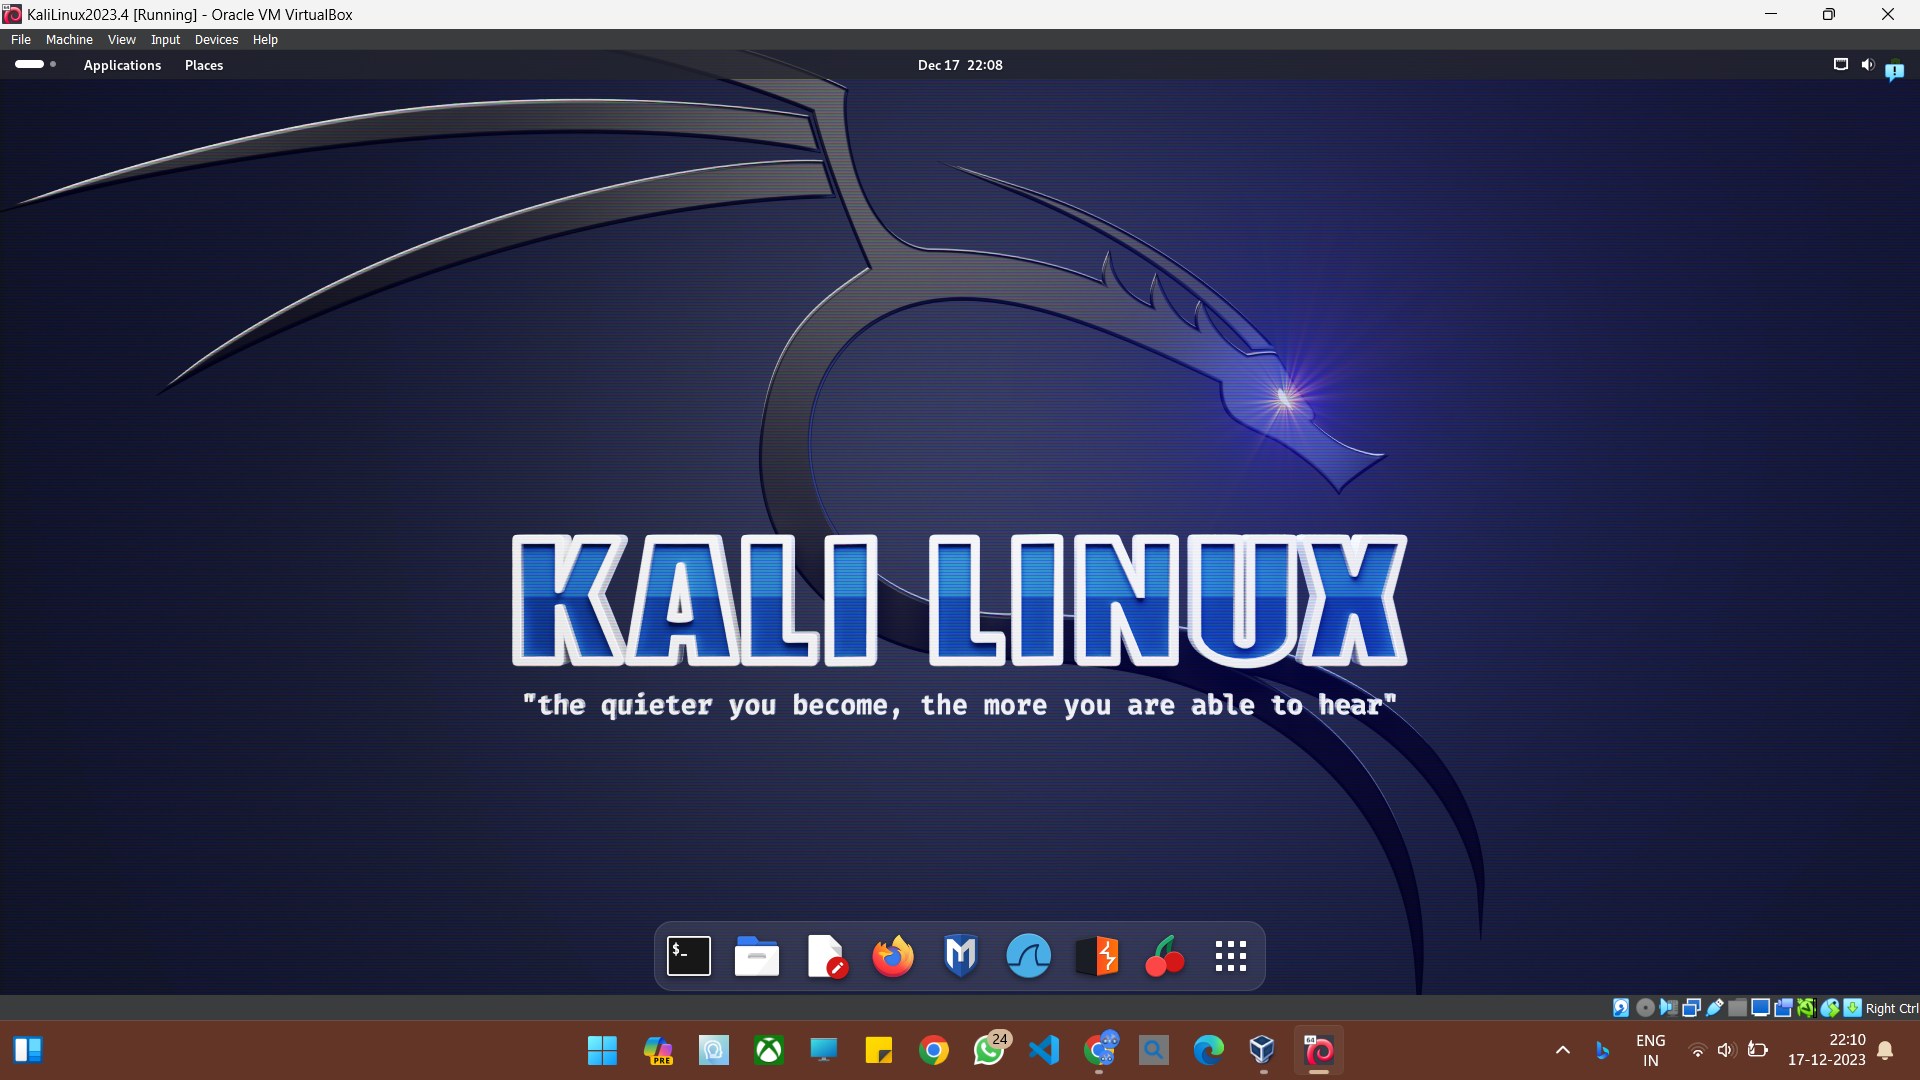 KaliLinux2023.4 [Running] - Oracle VM VirtualBox
File Machine View Input Devices Help
Applications Places
Dec 17 22:08
KALI LINUX
"the quieter you become, the more you are able to hear"
$_
M
Right Ctrl
PRE
24
64
ENG
IN
22:10
17-12-2023